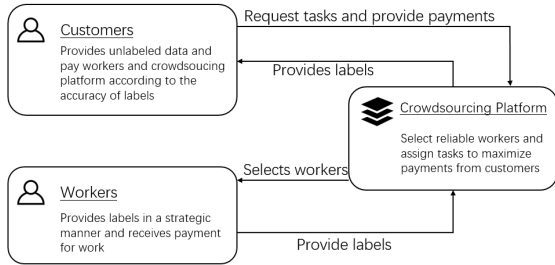 Request tasks and provide payments
Customers
Provides unlabeled data and
pay workers and crowdsoucing
platform according to the
accuracy of labels
Provides labels
Crowdsourcing Platform
Select reliable workers and
assign tasks to maximize
payments from customers
Selects workers
Workers
Provides labels in a strategic
manner and receives payment
for work
Provide labels